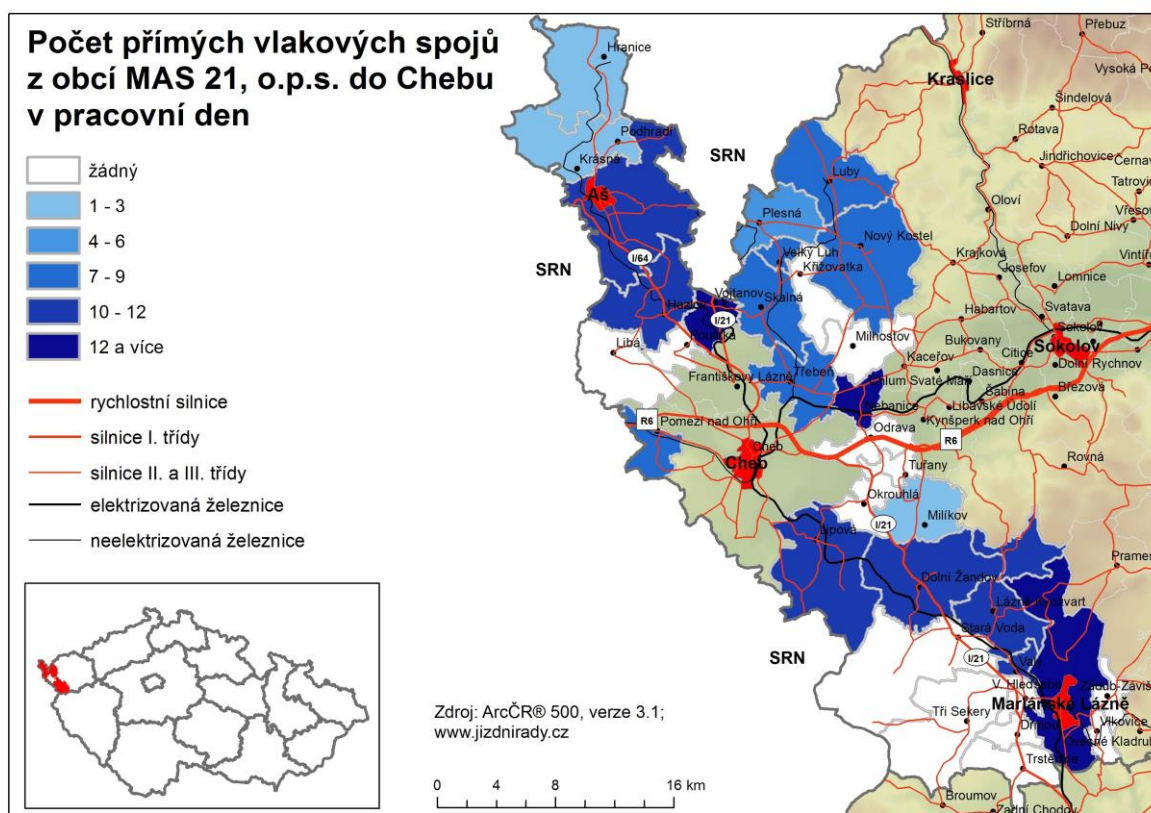 Počet přímých vlakových spojů
z obcí MAS 21, o.p.s. do Chebu
v pracovní den
žádný
1 - 3
4 - 6
7 - 9
10 - 12
12 a více
rychlostní silnice
silnice I. třídy
silnice II. a III. třídy
elektrizovaná železnice
neelektrizovaná železnice
Stříbrná
Přebuz
Hranice
Kraslice
Šindelová
Podhradí
Rotava
SRN
Krásná
Jindřichovice
Aš
Luby
Oloví
Plesná
Dolní Nivy
Nový Kostel
I/64
Velký Luh
Krajková
SRN
Křižovatka
Josefov
Lomnice
Vojtanov
Hazlov
Skalná
I/21
Habartov
Svatava
Sokolov
Libá
Milhostov
Bukovany
Sokolov
Kaceřov
Citice
Dolní Rychnov
Františkovy Lázně
Třebeň
Dasnice
Šabina
Březová
Libavské Údolí
R6
Pomezí nad Ohří
Odrava
Kynšperk nad Ohří
R6
Cheb
Cheb
Rovná
Tuřany
Okrouhlá
I/21
Milíkov
Lipová
Dolní Žandov
Stará Voda
SRN
I/21
Mariánské Lázně
Tři Sekery
Vlkovice
Broumov
Zadní Chodov
Zdroj: ArcČR® 500, verze 3.1;
www.jizdnirady.cz
0 4 8 16 km